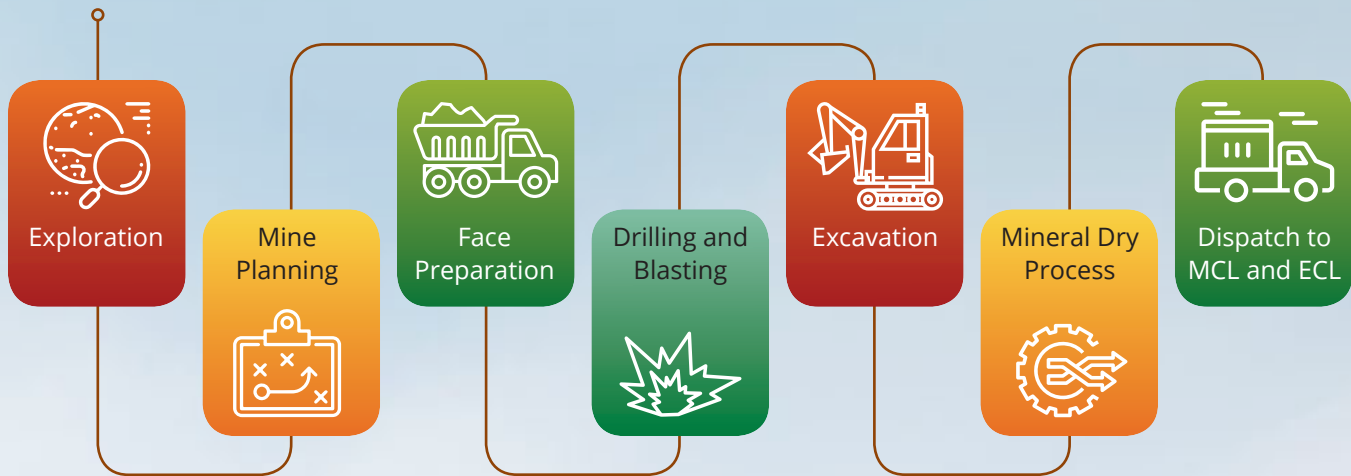 Exploration
Mine
Planning
Face
Preparation
Drilling and
Blasting
Excavation
Mineral Dry
Process
Dispatch to
MCL and ECL